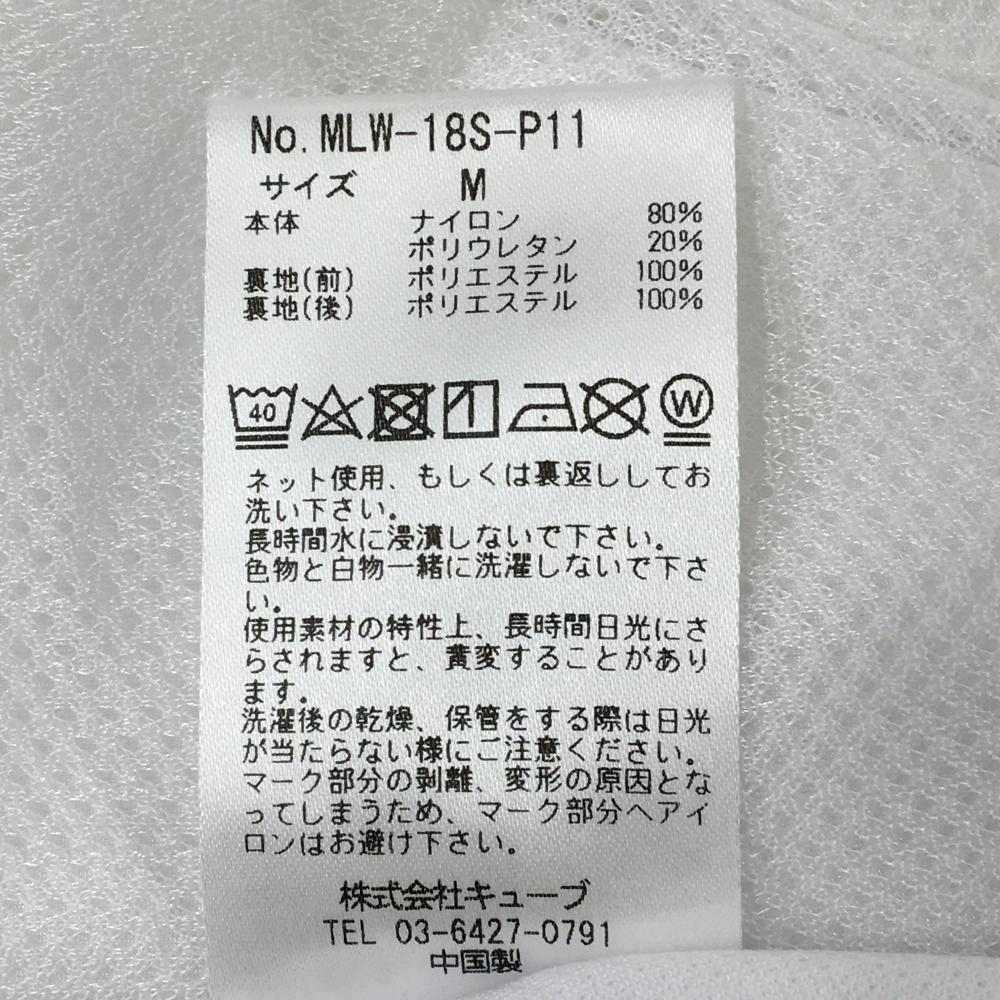 No. MLW-18S-P11
サイズ M
本体 ナイロン 80%
ポリウレタン 20%
裏地(前) ポリエステル 100%
裏地(後) ポリエステル 100%
40 W
ネット使用、もしくは裏返ししてお
洗い下さい。
長時間水に浸漬しないで下さい。
色物と白物一緒に洗濯しないで下さ
い。
使用素材の特性上、長時間日光にさ
らされますと、黄変することがあり
ます。
洗濯後の乾燥、保管をする際は日光
が当たらない様にご注意ください。
マーク部分の剥離、変形の原因とな
ってしまうため、マーク部分へアイ
ロンはお避け下さい。
株式会社キューブ
TEL 03-6427-0791
中国製